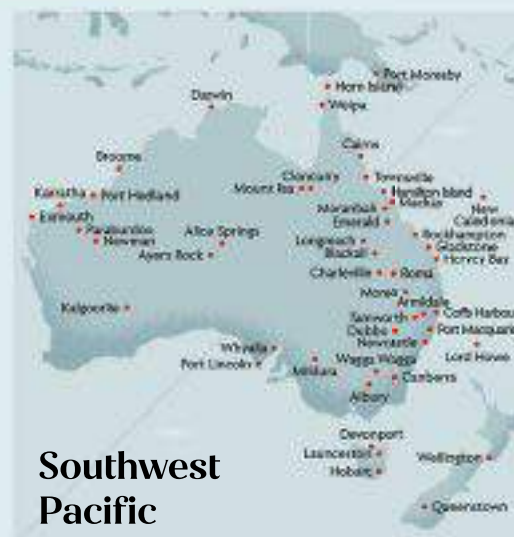 Port Moresby
Horn Island
Weipa
Darwin
Cairns
Broome
Cloncurry
Townsville
Mount Isa
Hamilton Island
Karratha
Port Hedland
Mackay
Moranbah
New
Caledonia
Exmouth
Emerald
Paraburdoo
Rockhampton
Newman
Alice Springs
Longreach
Gladstone
Ayers Rock
Blackall
Hervey Bay
Charleville
Roma
Moree
Armidale
Kalgoorlie
Tamworth
Coffs Harbou
Dubbo
Port Macquarie
Newcastle
Whyalla
Lord Howe
Port Lincoln
Mildura
Wagga Wagga
Canberra
Albury
Devonport
Launceston
Wellington
Hobart
Southwest
Pacific
Queenstown